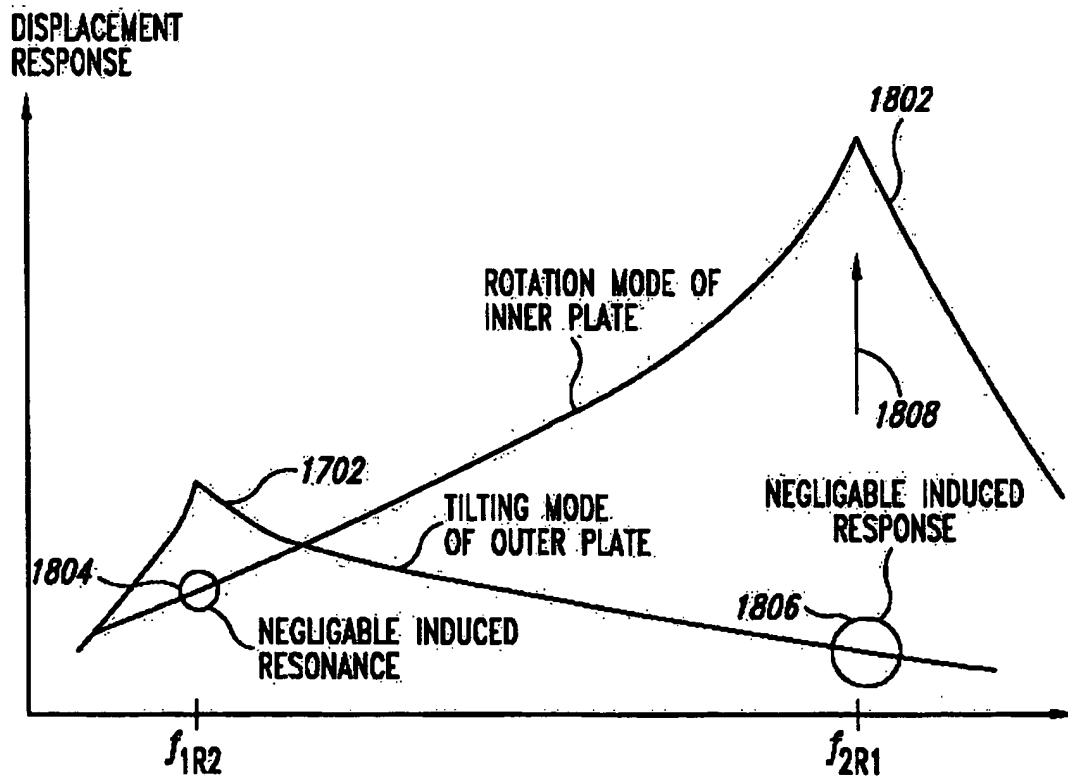 DISPLACEMENT
RESPONSE
1802
ROTATION MODE OF
INNER PLATE
1808
1702
TILTING MODE
OF OUTER PLATE
NEGLIGABLE INDUCED
RESPONSE
1804
1806
NEGLIGABLE INDUCED
RESONANCE
f1R2
f2R1